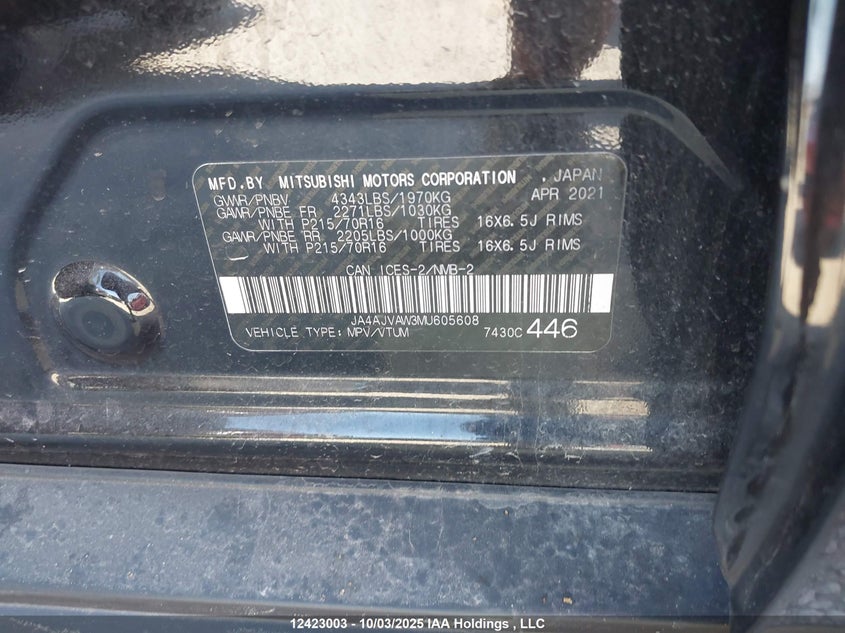 MFD.BY MITSUBISHI MOTORS CORPORATION , JAPAN
GVWR/PNBV 4343LBS/1970KG APR 2021
GAWR/PNBE FR 2271LBS/1030KG
WITH P215/70R16 TIRES 16X6.5J RIMS
GAWR/PNBE RR 2205LBS/1000KG
WITH P215/70R16 TIRES 16X6.5J RIMS
CAN ICES-2/NMB-2
JA4AJVAW3MU605608
VEHICLE TYPE: MPV/VTUM 7430C 446
12423003 - 10/03/2025 IAA Holdings , LLC